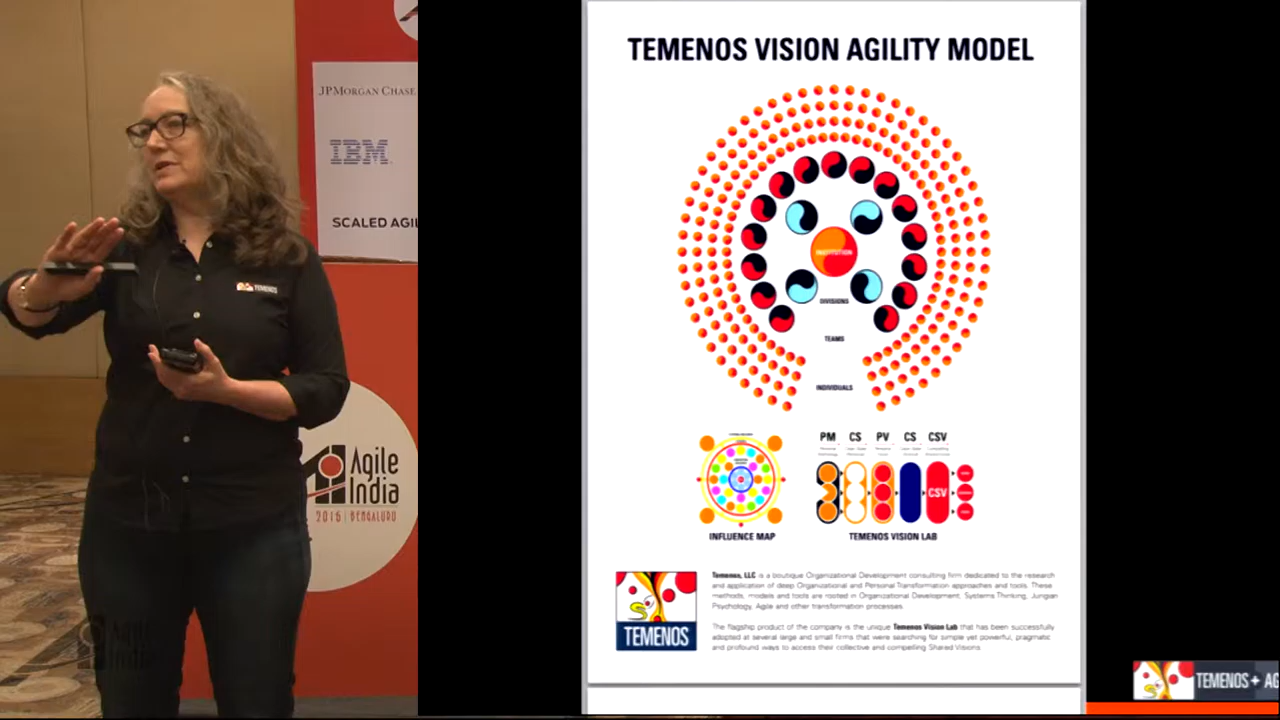 JPMORGAN CHASE
IBM
SCALED AGI
TEMENOS
Agile
India
2016 | BENGALURU
TEMENOS VISION AGILITY MODEL
INSTITUTION
DIVISIONS
TEAMS
INDIVIDUALS
PM CS PV CS CSV
CSV
INFLUENCE MAP
TEMENOS VISION LAB
Temenos, LLC is a boutique Organizational Development consulting firm dedicated to the research
and application of deep Organizational and Personal Transformation approaches and tools. These
methods, models and tools are rooted in Organizational Development, Systems Thinking, Jungian
Psychology, Agile and other transformation processes.
The flagship product of the company is the unique Temenos Vision Lab that has been successfully
adopted at several large and small firms that were searching for simple yet powerful, pragmatic
and profound ways to access their collective and compelling Shared Visions
TEMENOS
TEMENOS + AG